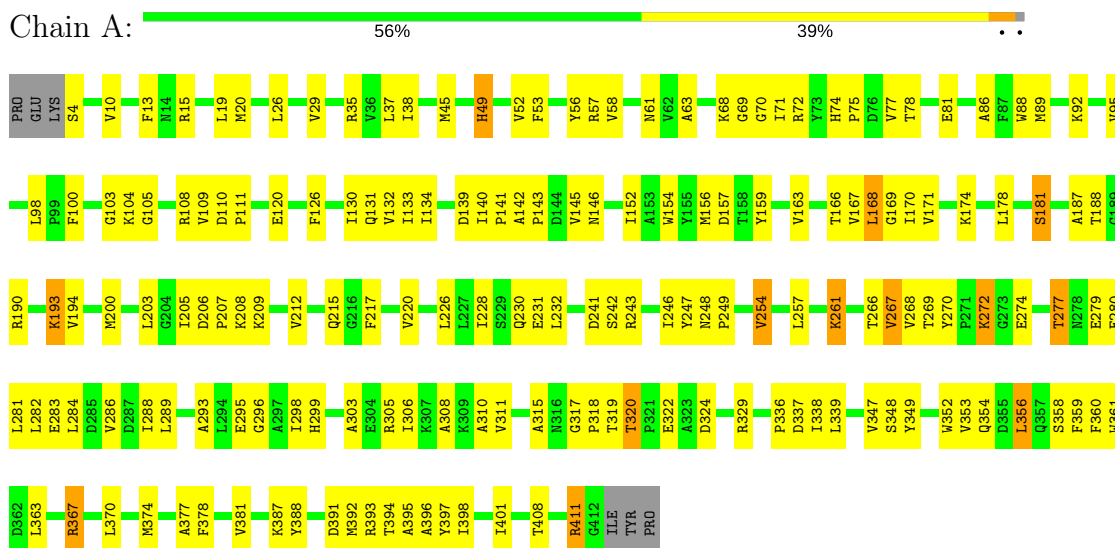 Chain A:
56% 39% • •
PRO GLU LYS S4 V10 F13 N14 R15 L19 M20 L26 V29 R35 V36 L37 I38 M45 H49 V52 F53 Y56 R57 V58 N61 V62 A63 K68 G69 G70 I71 R72 Y73 H74 P75 D76 V77 T78 E81 A86 F87 W88 M89 K92 V95
L98 P99 F100 G103 K104 G105 R108 V109 D110 P111 E120 F126 I130 Q131 V132 I133 I134 D139 I140 P141 A142 P143 D144 V145 N146 I152 A153 W154 Y155 M156 D157 T158 Y159 V163 T166 V167 L168 G169 I170 V171 K174 L178 S181 A187 T188 G189
R190 K193 V194 M200 L203 G204 I205 D206 P207 K208 K209 V212 Q215 G216 F217 V220 L226 L227 I228 S229 Q230 E231 L232 D241 S242 R243 I246 Y247 N248 P249 V254 L257 K261 T266 V267 V268 T269 Y270 P271 K272 G273 E274 T277 N278 E279 E280
L281 L282 E283 L284 D285 V286 D287 I288 L289 A293 L294 E295 G296 A297 I298 H299 A303 E304 R305 I306 K307 A308 K309 A310 V311 A315 N316 G317 P318 T320 P321 E322 A323 D324 R329 P336 D337 I338 L339 V347 S348 Y349 W352 V353 Q354 D355 L356 Q357 S358 F359 F360 W361
D362 L363 R367 L370 M374 A377 F378 V381 K387 Y388 D391 M392 R393 T394 A395 A396 Y397 I398 I401 T408 R411 G412 ILE TYR PRO